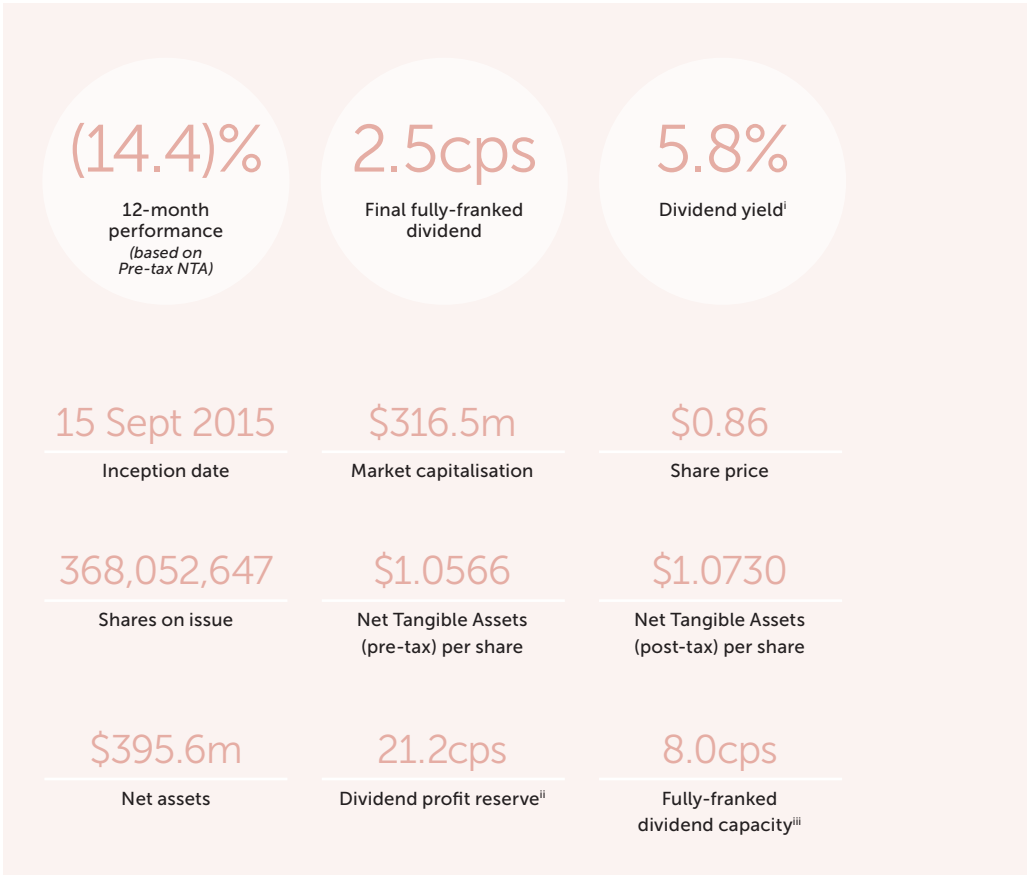 (14.4)%
12-month
performance
(based on
Pre-tax NTA)
2.5cps
Final fully-franked
dividend
5.8%
Dividend yieldⁱ
15 Sept 2015
Inception date
$316.5m
Market capitalisation
$0.86
Share price
368,052,647
Shares on issue
$1.0566
Net Tangible Assets
(pre-tax) per share
$1.0730
Net Tangible Assets
(post-tax) per share
$395.6m
Net assets
21.2cps
Dividend profit reserveⁱⁱ
8.0cps
Fully-franked
dividend capacityⁱⁱⁱ